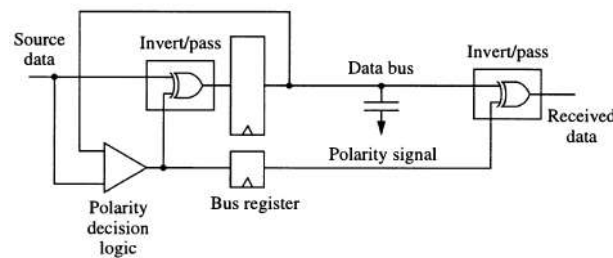 Source
data
Invert/pass
Data bus
Invert/pass
Received
data
Polarity signal
Bus register
Polarity
decision
logic